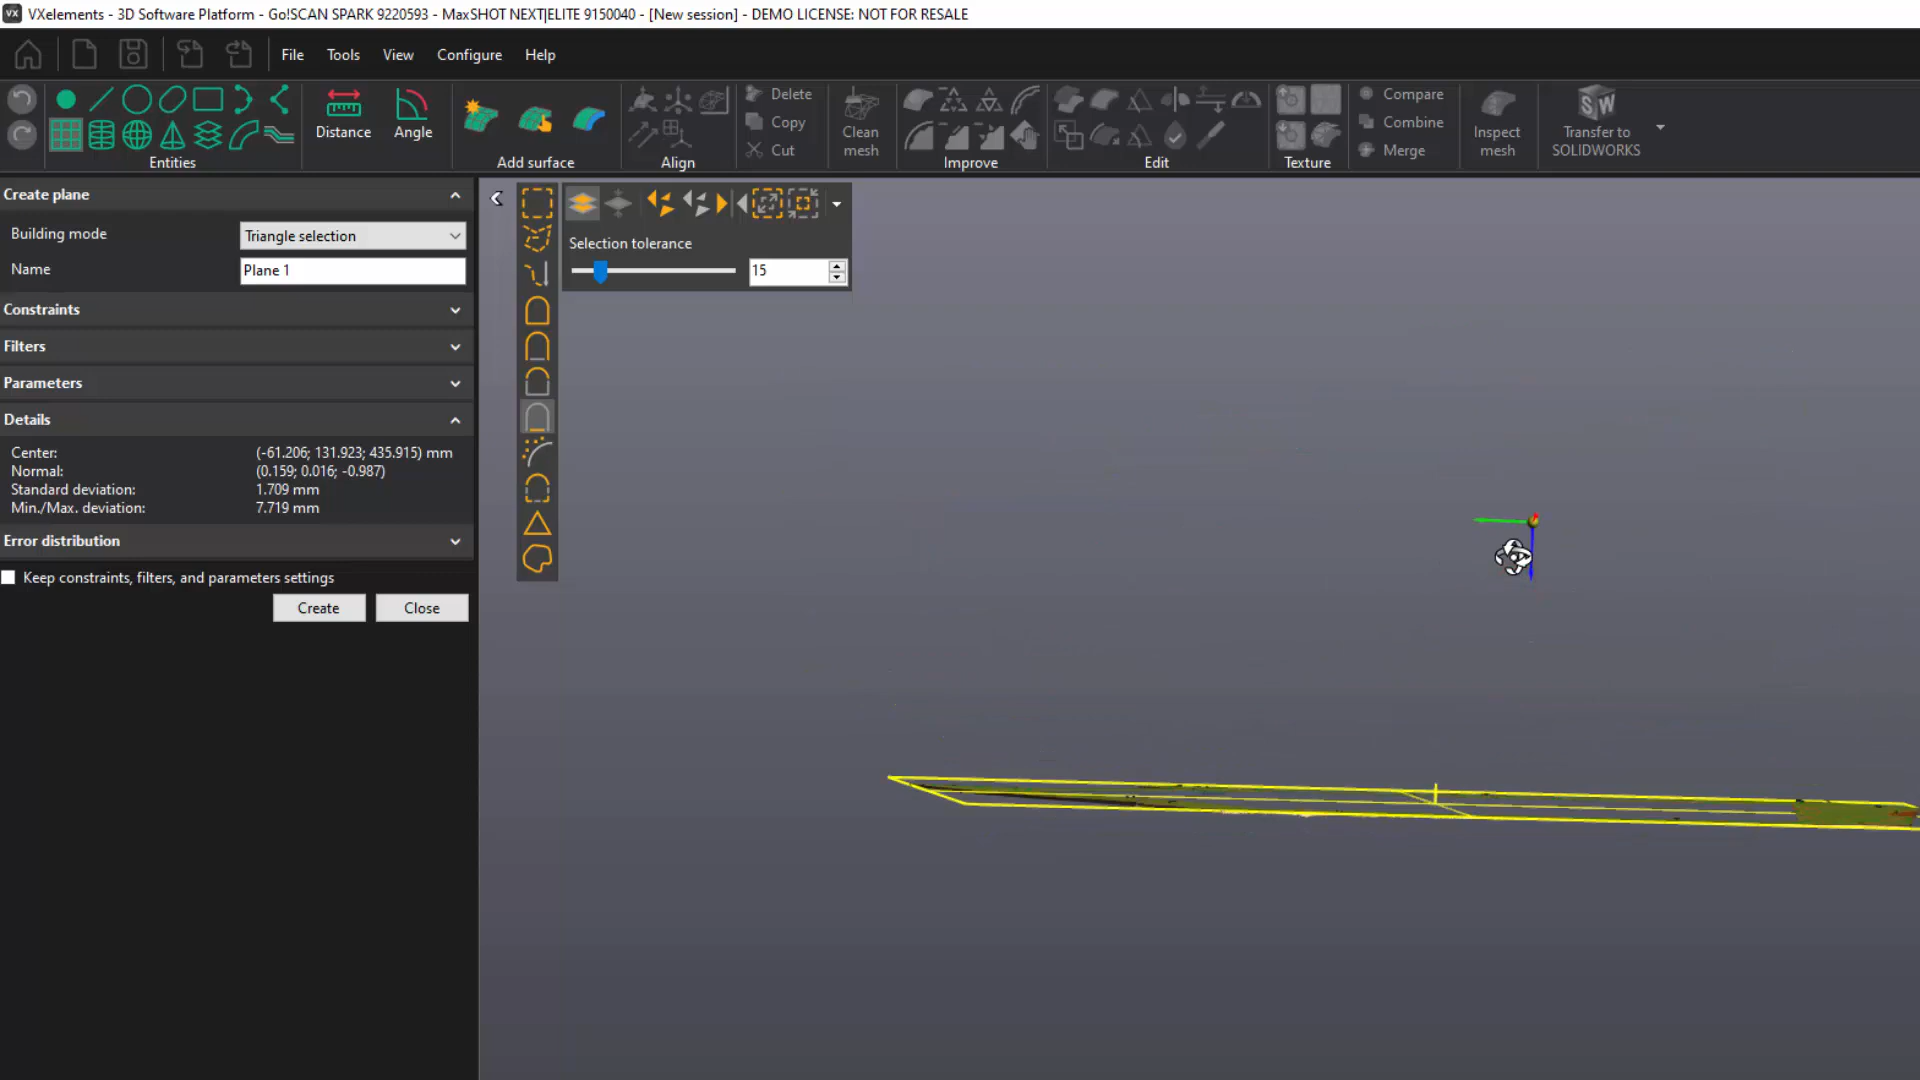 VXelements - 3D Software Platform - Go!SCAN SPARK 9220593 - MaxSHOT NEXT|ELITE 9150040 - [New session] - DEMO LICENSE: NOT FOR RESALE
File Tools View Configure Help
Distance
Angle
Entities
Add surface
Align
Delete
Copy
Cut
Clean
mesh
Improve
Edit
Texture
Compare
Combine
Merge
Inspect
mesh
Transfer to
SOLIDWORKS
Create plane
Building mode Triangle selection
Name Plane 1
Constraints
Filters
Parameters
Details
Center: (-61.206; 131.923; 435.915) mm
Normal: (0.159; 0.016; -0.987)
Standard deviation: 1.709 mm
Min./Max. deviation: 7.719 mm
Error distribution
Keep constraints, filters, and parameters settings
Create Close
Selection tolerance
15